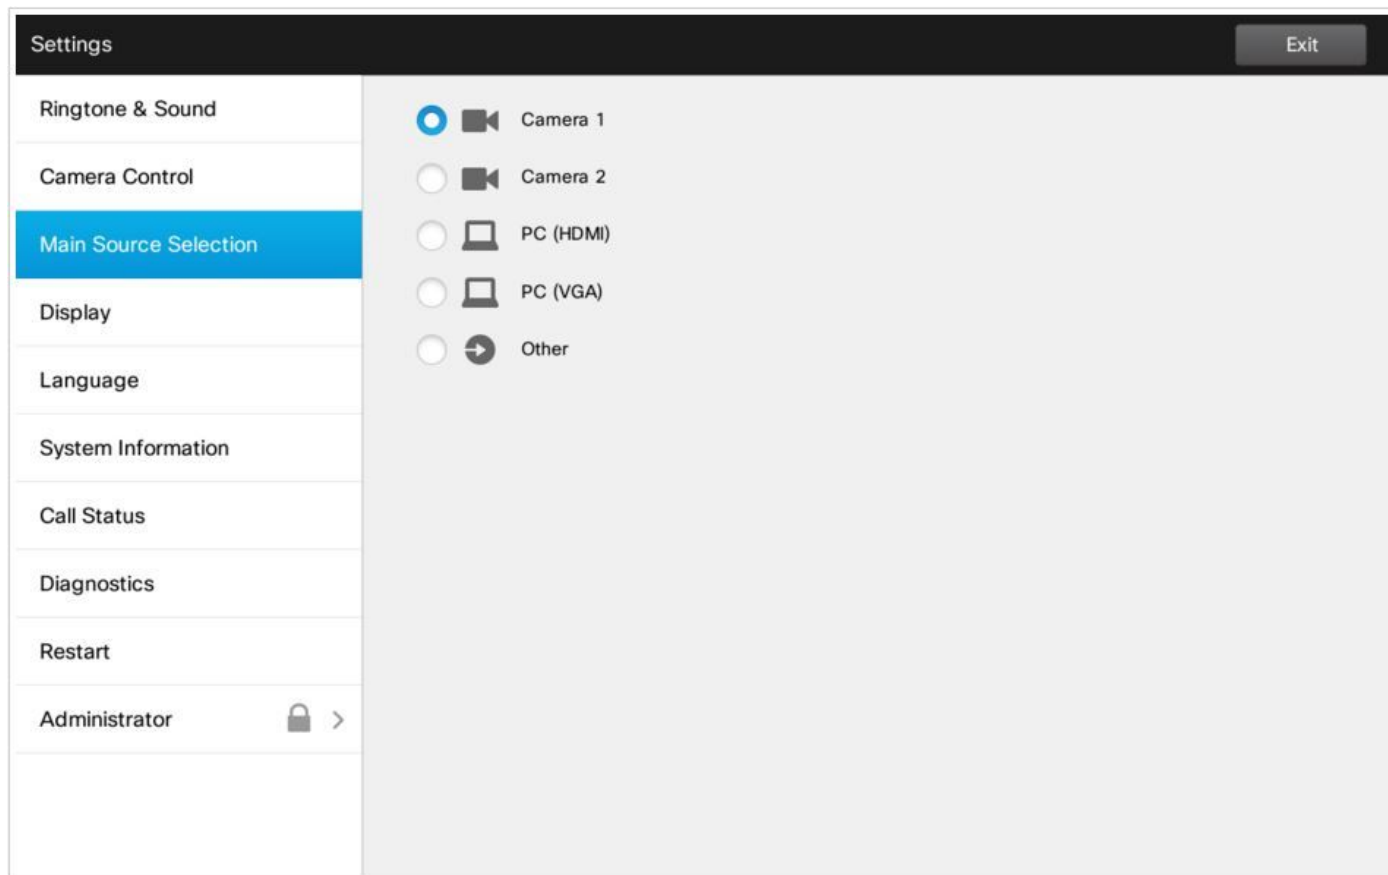 Settings
Exit
Ringtone & Sound
Camera Control
Main Source Selection
Display
Language
System Information
Call Status
Diagnostics
Restart
Administrator
Camera 1
Camera 2
PC (HDMI)
PC (VGA)
Other